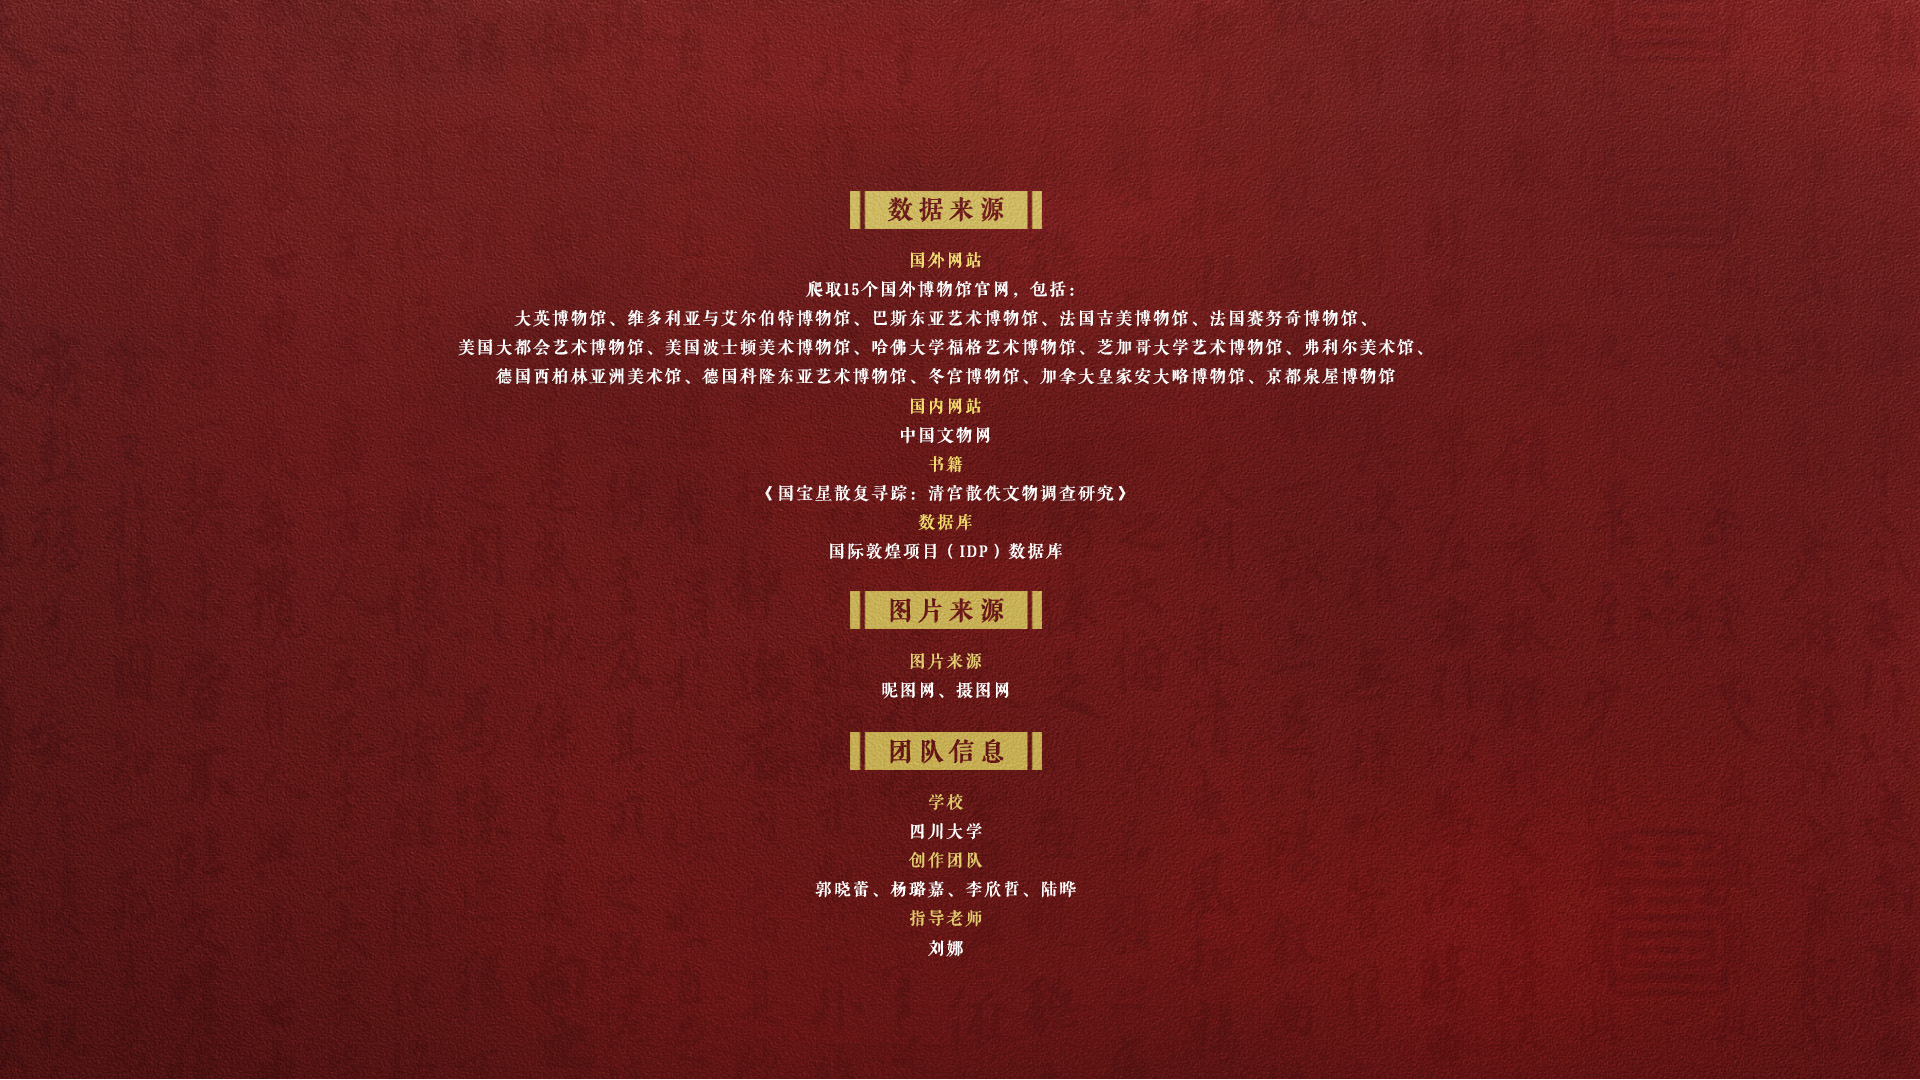 数据来源
国外网站
爬取15个国外博物馆官网，包括：
大英博物馆、维多利亚与艾尔伯特博物馆、巴斯东亚艺术博物馆、法国吉美博物馆、法国赛努奇博物馆、
美国大都会艺术博物馆、美国波士顿美术博物馆、哈佛大学福格艺术博物馆、芝加哥大学艺术博物馆、弗利尔美术馆、
德国西柏林亚洲美术馆、德国科隆东亚艺术博物馆、冬宫博物馆、加拿大皇家安大略博物馆、京都泉屋博物馆
国内网站
中国文物网
书籍
《国宝星散复寻踪：清宫散佚文物调查研究》
数据库
国际敦煌项目（IDP）数据库
图片来源
图片来源
昵图网、摄图网
团队信息
学校
四川大学
创作团队
郭晓蕾、杨璐嘉、李欣哲、陆晔
指导老师
刘娜